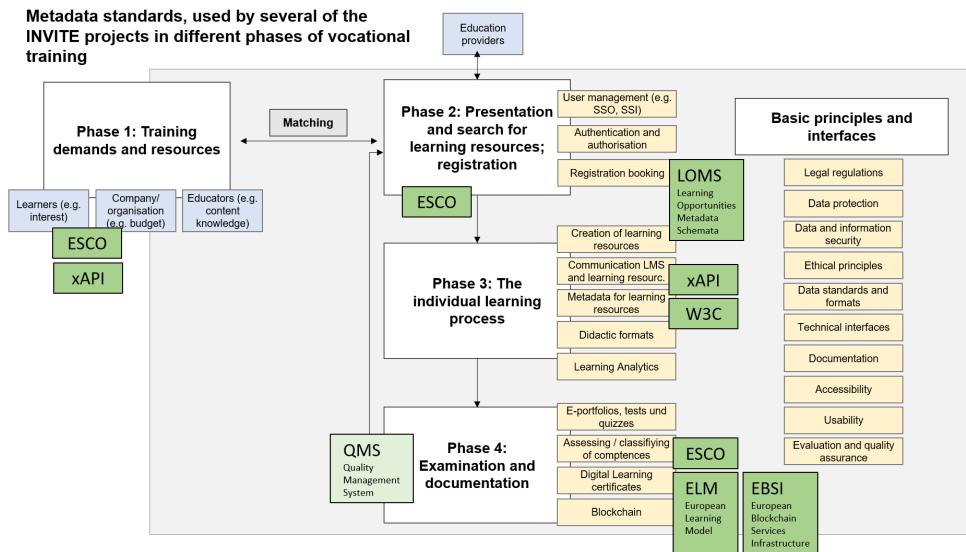 Metadata standards, used by several of the
INVITE projects in different phases of vocational
training
Education
providers
Phase 1: Training
demands and resources
Learners (e.g.
interest)
Company/
organisation
(e.g. budget)
Educators (e.g.
content
knowledge)
ESCO
xAPI
Matching
Phase 2: Presentation
and search for
learning resources;
registration
ESCO
User management (e.g.
SSO, SSI)
Authentication and
authorisation
Registration booking
LOMS
Learning
Opportunities
Metadata
Schemata
Phase 3: The
individual learning
process
Creation of learning
resources
Communication LMS
and learning resourc.
Metadata for learning
resources
Didactic formats
Learning Analytics
xAPI
W3C
QMS
Quality
Management
System
Phase 4:
Examination and
documentation
E-portfolios, tests und
quizzes
Assessing / classifiying
of comptences
Digital Learning
certificates
Blockchain
ESCO
ELM
European
Learning
Model
EBSI
European
Blockchain
Services
Infrastructure
Basic principles and
interfaces
Legal regulations
Data protection
Data and information
security
Ethical principles
Data standards and
formats
Technical interfaces
Documentation
Accessibility
Usability
Evaluation and quality
assurance